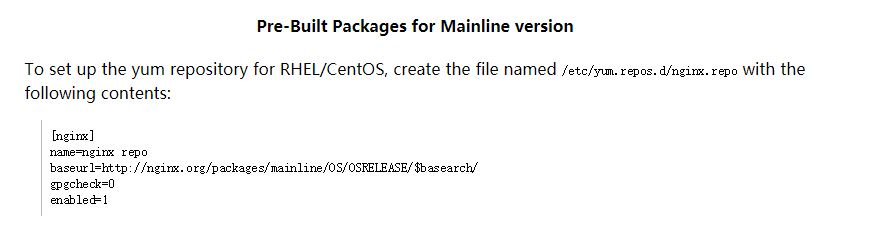 Pre-Built Packages for Mainline version
To set up the yum repository for RHEL/CentOS, create the file named /etc/yum.repos.d/nginx.repo with the
following contents:
[nginx]
name=nginx repo
baseurl=http://nginx.org/packages/mainline/OS/OSRELEASE/$basearch/
gpgcheck=0
enabled=1